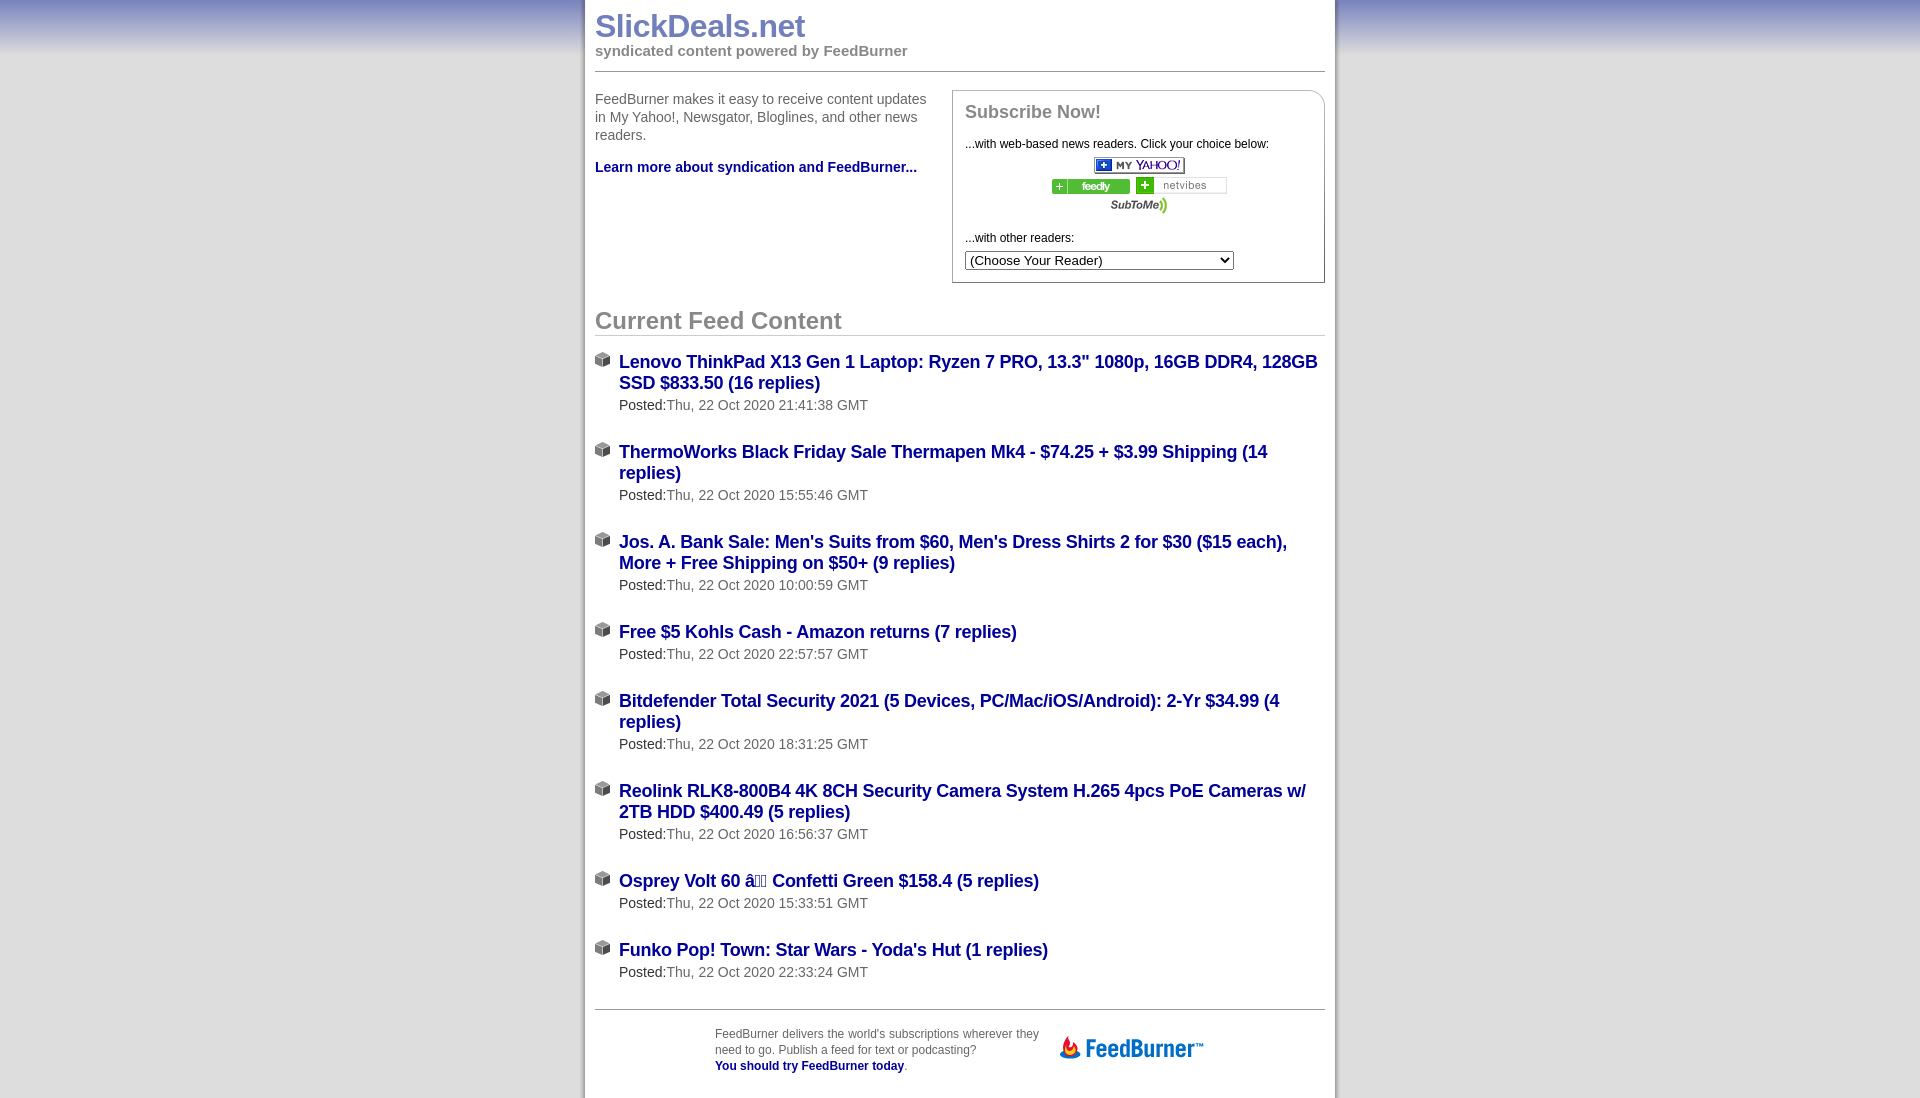 SlickDeals.net
syndicated content powered by FeedBurner
FeedBurner makes it easy to receive content updates
in My Yahoo!, Newsgator, Bloglines, and other news
readers.
Learn more about syndication and FeedBurner...
Subscribe Now!
...with web-based news readers. Click your choice below:
MY YAHOO!
feedly
netvibes
SubToMe
...with other readers:
(Choose Your Reader)
Current Feed Content
Lenovo ThinkPad X13 Gen 1 Laptop: Ryzen 7 PRO, 13.3" 1080p, 16GB DDR4, 128GB
SSD $833.50 (16 replies)
Posted:Thu, 22 Oct 2020 21:41:38 GMT
ThermoWorks Black Friday Sale Thermapen Mk4 - $74.25 + $3.99 Shipping (14
replies)
Posted:Thu, 22 Oct 2020 15:55:46 GMT
Jos. A. Bank Sale: Men's Suits from $60, Men's Dress Shirts 2 for $30 ($15 each),
More + Free Shipping on $50+ (9 replies)
Posted:Thu, 22 Oct 2020 10:00:59 GMT
Free $5 Kohls Cash - Amazon returns (7 replies)
Posted:Thu, 22 Oct 2020 22:57:57 GMT
Bitdefender Total Security 2021 (5 Devices, PC/Mac/iOS/Android): 2-Yr $34.99 (4
replies)
Posted:Thu, 22 Oct 2020 18:31:25 GMT
Reolink RLK8-800B4 4K 8CH Security Camera System H.265 4pcs PoE Cameras w/
2TB HDD $400.49 (5 replies)
Posted:Thu, 22 Oct 2020 16:56:37 GMT
Osprey Volt 60 â Confetti Green $158.4 (5 replies)
Posted:Thu, 22 Oct 2020 15:33:51 GMT
Funko Pop! Town: Star Wars - Yoda's Hut (1 replies)
Posted:Thu, 22 Oct 2020 22:33:24 GMT
FeedBurner delivers the world's subscriptions wherever they
need to go. Publish a feed for text or podcasting?
You should try FeedBurner today.
FeedBurner™